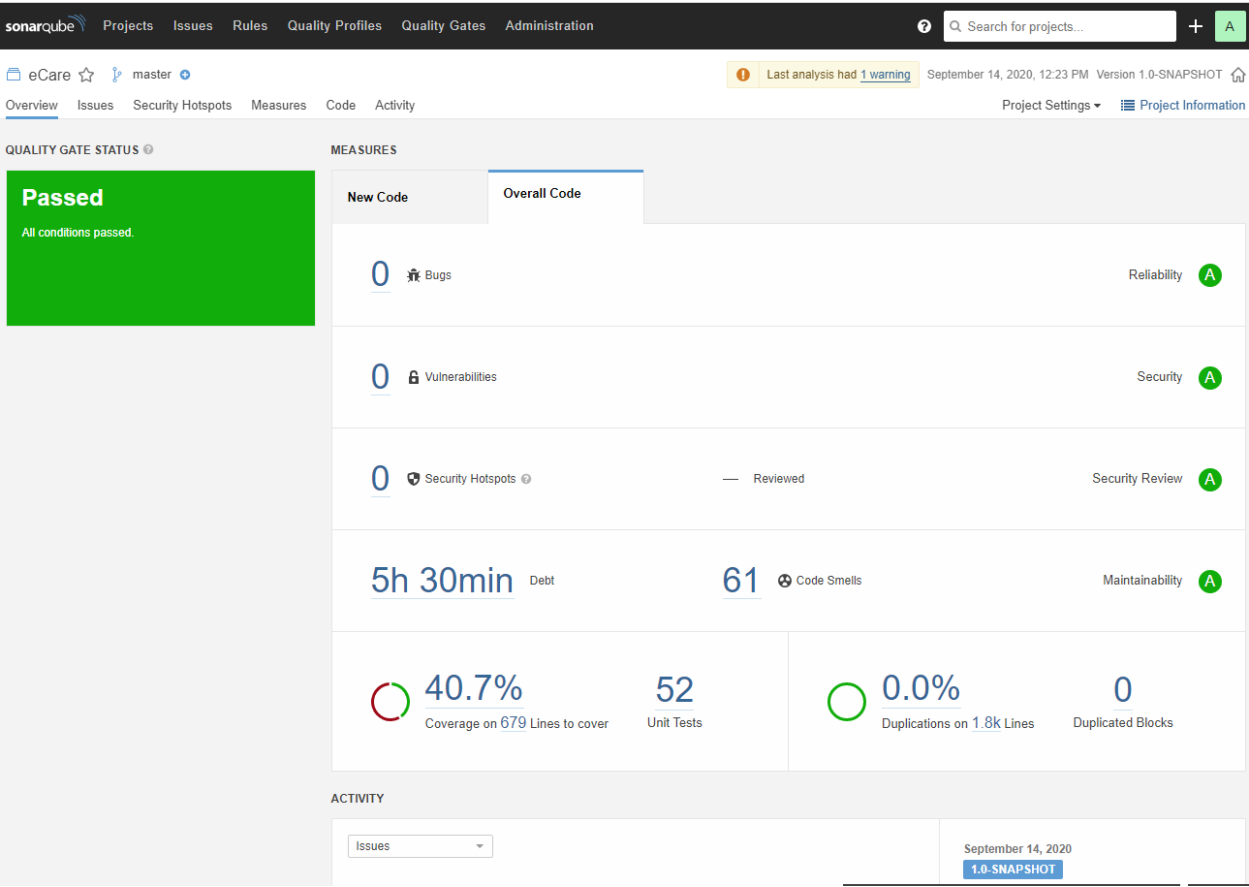 sonarqube Projects Issues Rules Quality Profiles Quality Gates Administration ? Search for projects... + A
eCare master Last analysis had 1 warning September 14, 2020, 12:23 PM Version 1.0-SNAPSHOT
Overview Issues Security Hotspots Measures Code Activity Project Settings Project Information
QUALITY GATE STATUS ?
Passed
All conditions passed.
MEASURES
New Code Overall Code
0 Bugs Reliability A
0 Vulnerabilities Security A
0 Security Hotspots ? — Reviewed Security Review A
5h 30min Debt 61 Code Smells Maintainability A
40.7% 52 0.0% 0
Coverage on 679 Lines to cover Unit Tests Duplications on 1.8k Lines Duplicated Blocks
ACTIVITY
Issues
September 14, 2020
1.0-SNAPSHOT